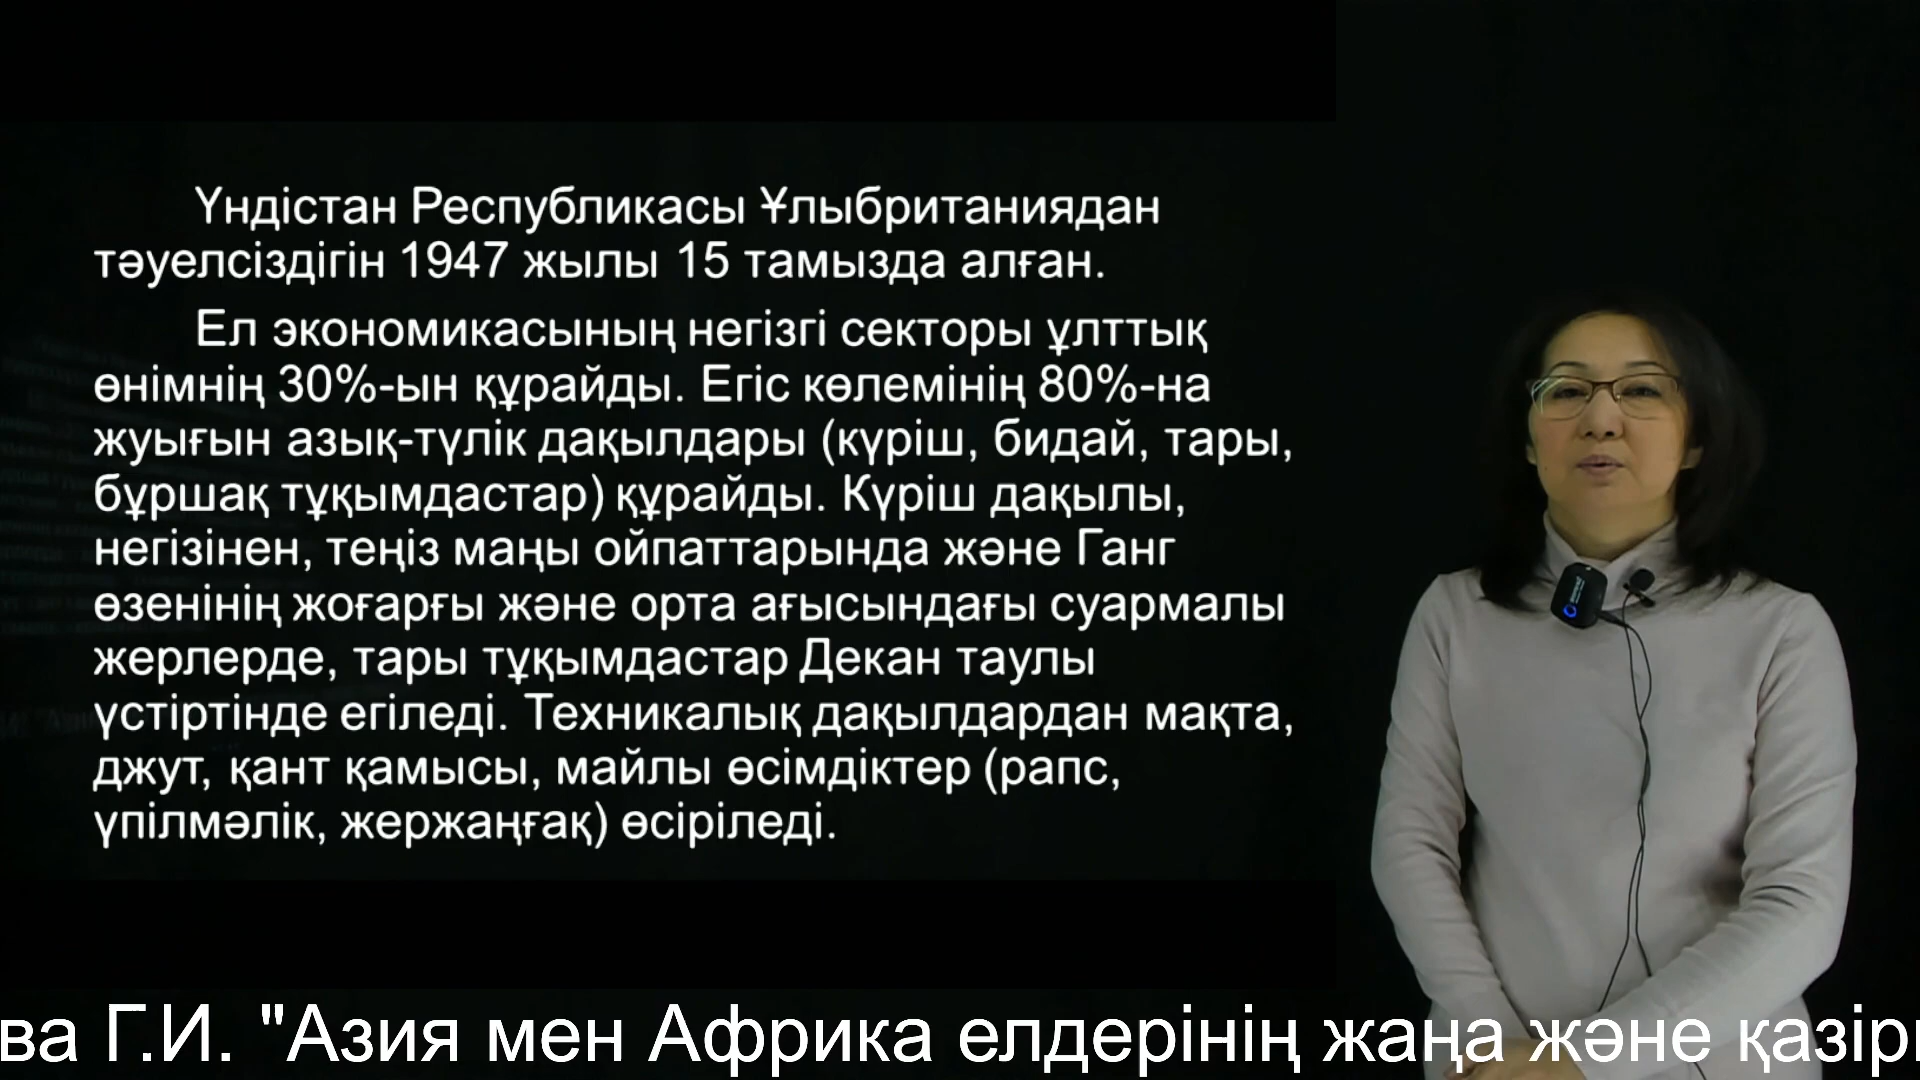 Үндістан Республикасы Ұлыбританиядан
тәуелсіздігін 1947 жылы 15 тамызда алған.
Ел экономикасының негізгі секторы ұлттық
өнімнің 30%-ын құрайды. Егіс көлемінің 80%-на
жуығын азық-түлік дақылдары (күріш, бидай, тары,
бұршақ тұқымдастар) құрайды. Күріш дақылы,
негізінен, теңіз маңы ойпаттарында және Ганг
өзенінің жоғарғы және орта ағысындағы суармалы
жерлерде, тары тұқымдастар Декан таулы
үстіртінде егіледі. Техникалық дақылдардан мақта,
джут, қант қамысы, майлы өсімдіктер (рапс,
үпілмәлік, жержаңғақ) өсіріледі.
ва Г.И. "Азия мен Африка елдерінің жаңа және қазір